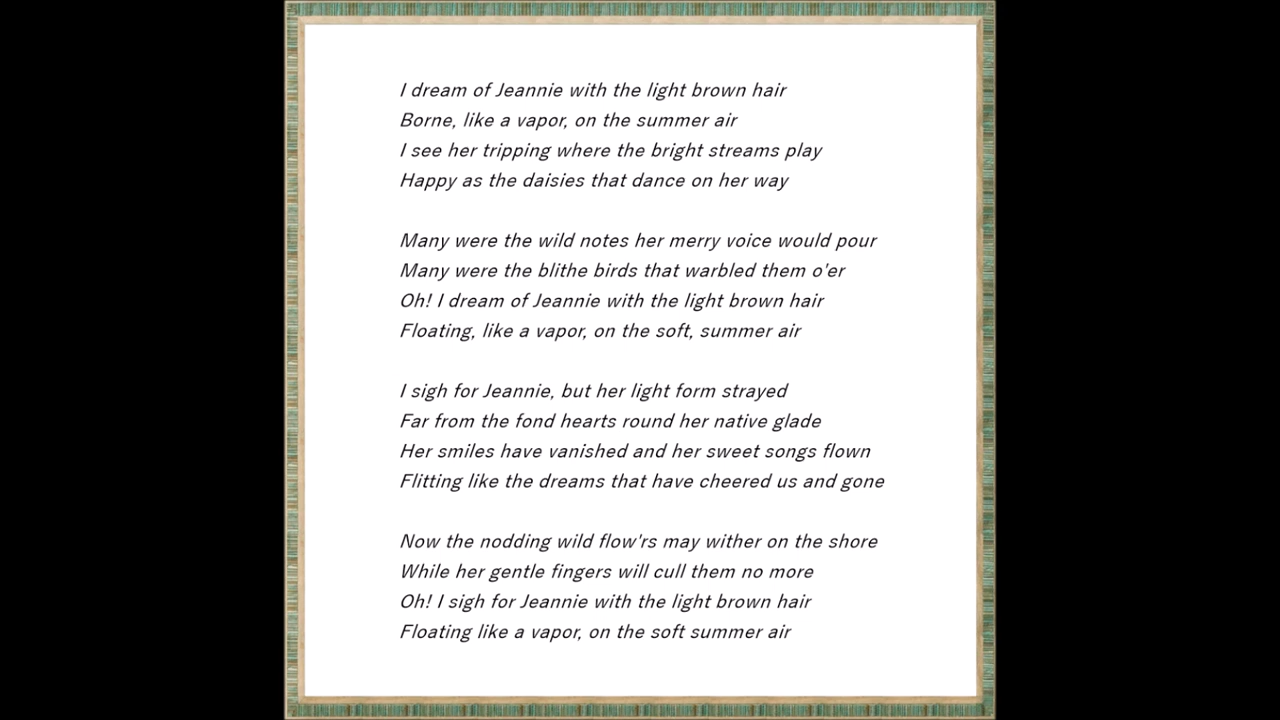 I dream of Jeannie with the light brown hair
Borne like a vapor on the summer air
I see her tripping where the bright streams play
Happy as the daisies that dance on her way
Many were the wild notes her merry voice would pour
Many were the blithe birds that warbled them o'er
Oh! I dream of Jeannie with the light brown hair
Floating like a vapor on the soft, summer air
I sigh for Jeannie but her light form strayed
Far from the fond hearts round her native glade
Her smiles have vanished and her sweet songs flown
Flitting like the dreams that have cheered us and gone
Now the nodding wild flowers may wither on the shore
While her gentle fingers will cull them no more
Oh! I sigh for Jeannie with the light brown hair
Floating like a vapor on the soft summer air